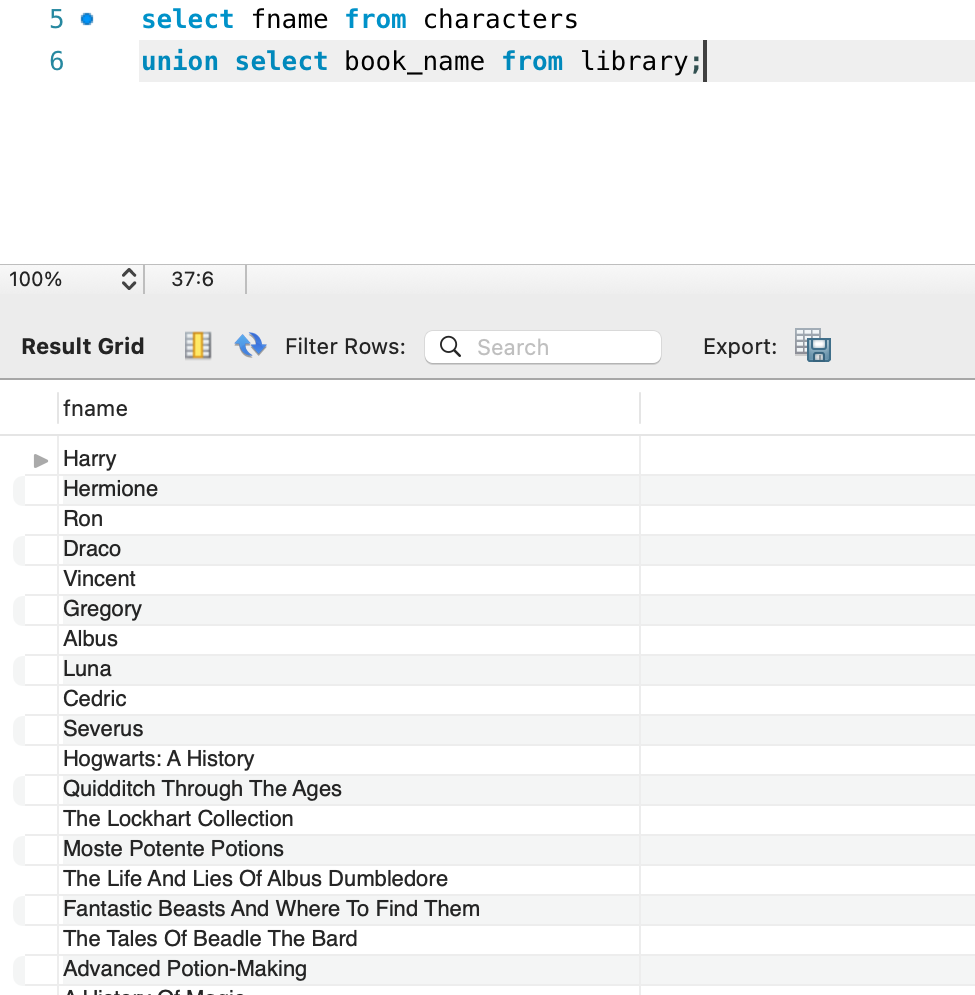 5 select fname from characters
6 union select book_name from library;
100% 37:6
Result Grid Filter Rows: Search Export:
fname
Harry
Hermione
Ron
Draco
Vincent
Gregory
Albus
Luna
Cedric
Severus
Hogwarts: A History
Quidditch Through The Ages
The Lockhart Collection
Moste Potente Potions
The Life And Lies Of Albus Dumbledore
Fantastic Beasts And Where To Find Them
The Tales Of Beadle The Bard
Advanced Potion-Making
A History Of Magic